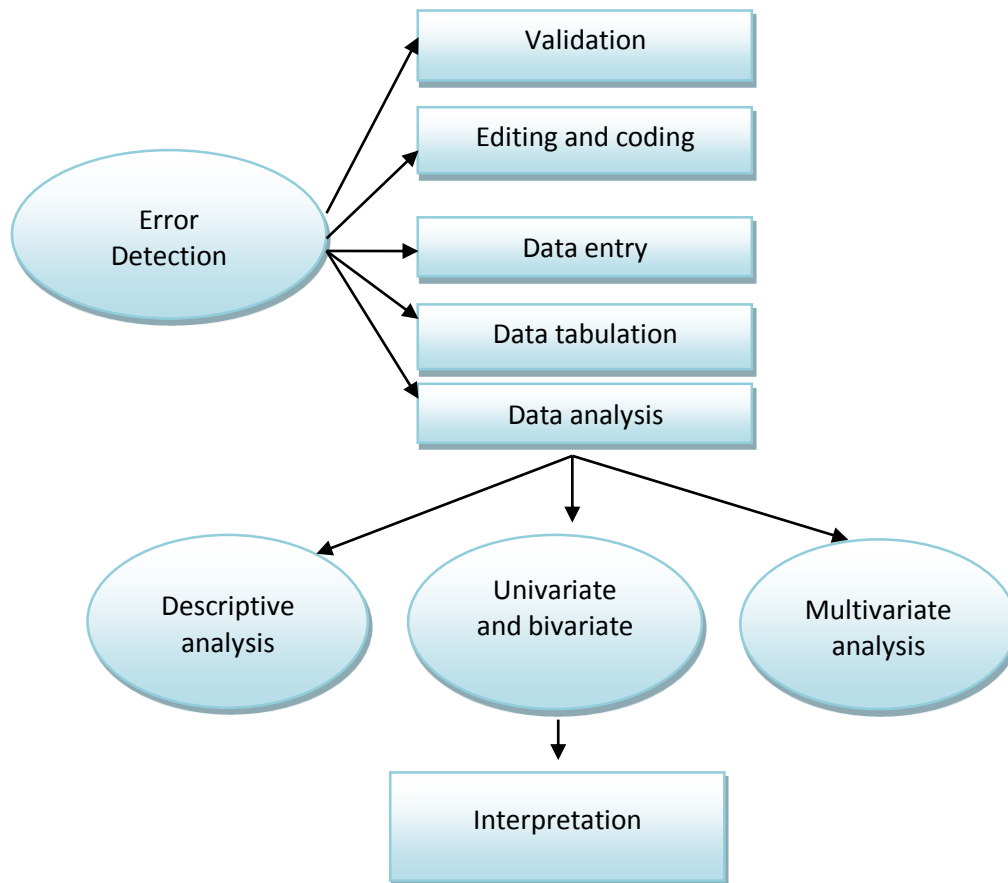 Validation
Editing and coding
Error
Detection
Data entry
Data tabulation
Data analysis
Descriptive
analysis
Univariate
and bivariate
Multivariate
analysis
Interpretation